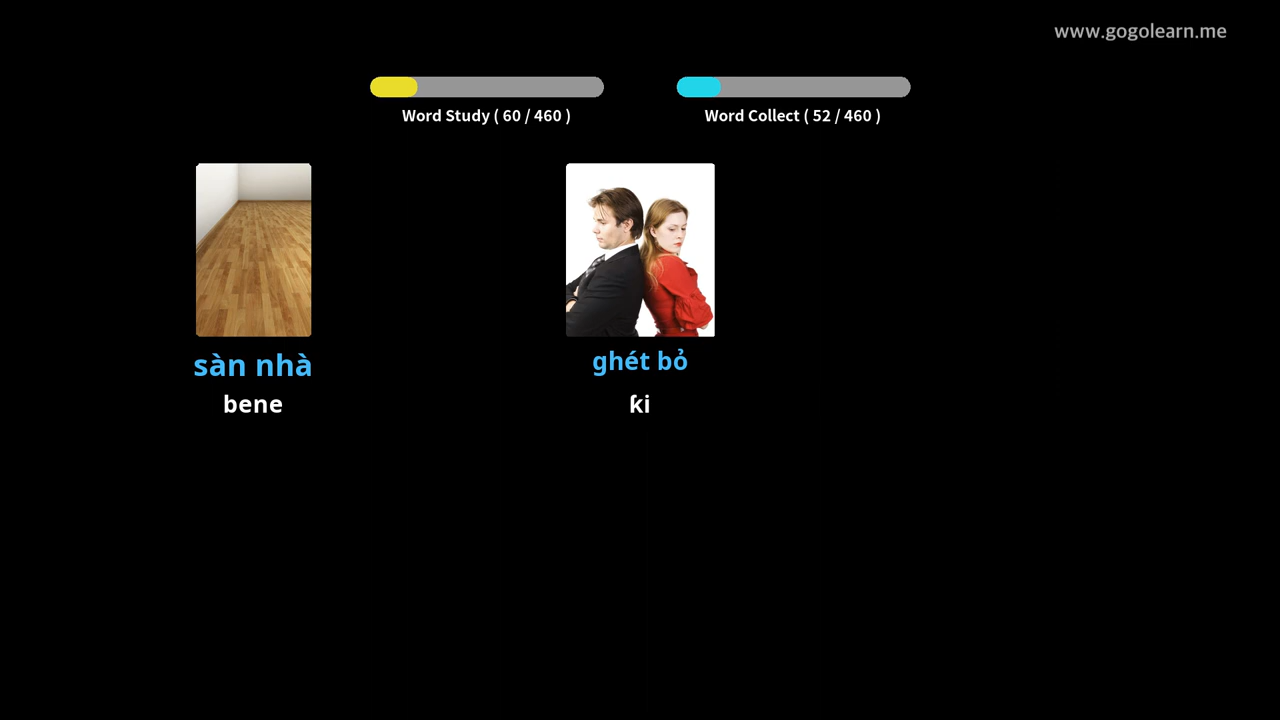 www.gogolearn.me
Word Study ( 60 / 460 )
Word Collect ( 52 / 460 )
sàn nhà
bene
ghét bỏ
ƙi